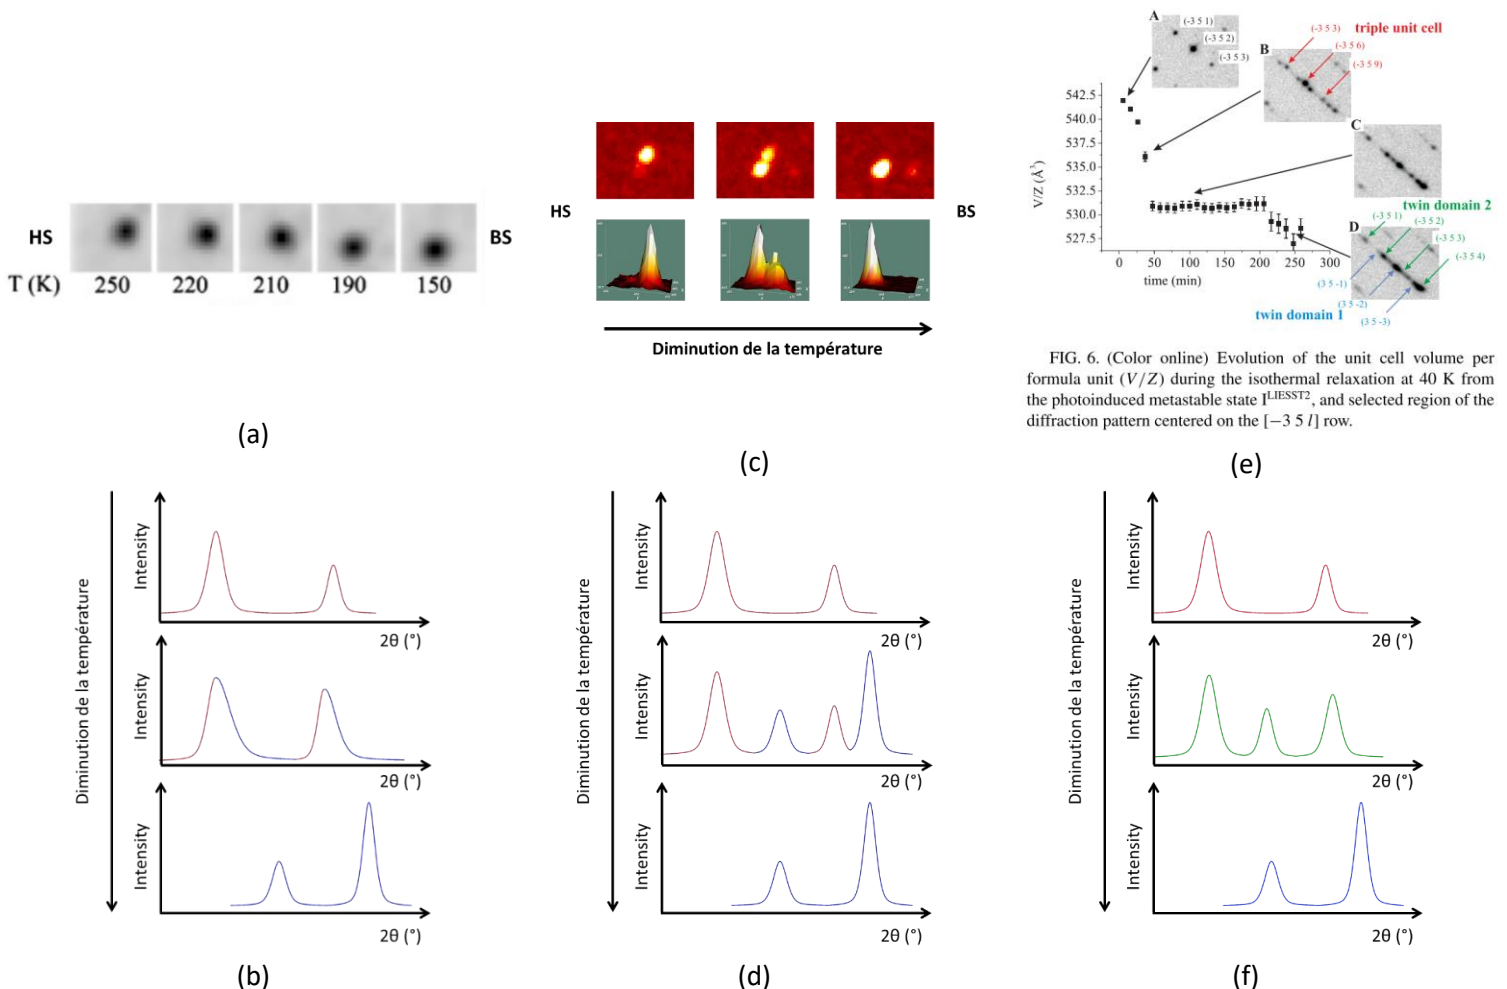 HS
BS
T (K)
250
220
210
190
150
(a)
HS
BS
Diminution de la température
(c)
A
(-3 5 1)
(-3 5 2)
(-3 5 3)
B
(-3 5 3)
triple unit cell
(-3 5 6)
(-3 5 9)
C
V/Z (Å³)
542.5
540.0
537.5
535.0
532.5
530.0
527.5
0
50
100
150
200
250
300
time (min)
twin domain 2
D
(-3 5 1)
(-3 5 2)
(-3 5 3)
(-3 5 4)
(3 5 -1)
(3 5 -2)
(3 5 -3)
twin domain 1
FIG. 6. (Color online) Evolution of the unit cell volume per
formula unit (V/Z) during the isothermal relaxation at 40 K from
the photoinduced metastable state I^LIESST2, and selected region of the
diffraction pattern centered on the [−3 5 l] row.
(e)
Diminution de la température
Intensity
2θ (°)
Intensity
2θ (°)
Intensity
2θ (°)
(b)
Diminution de la température
Intensity
2θ (°)
Intensity
2θ (°)
Intensity
2θ (°)
(d)
Diminution de la température
Intensity
2θ (°)
Intensity
2θ (°)
Intensity
2θ (°)
(f)